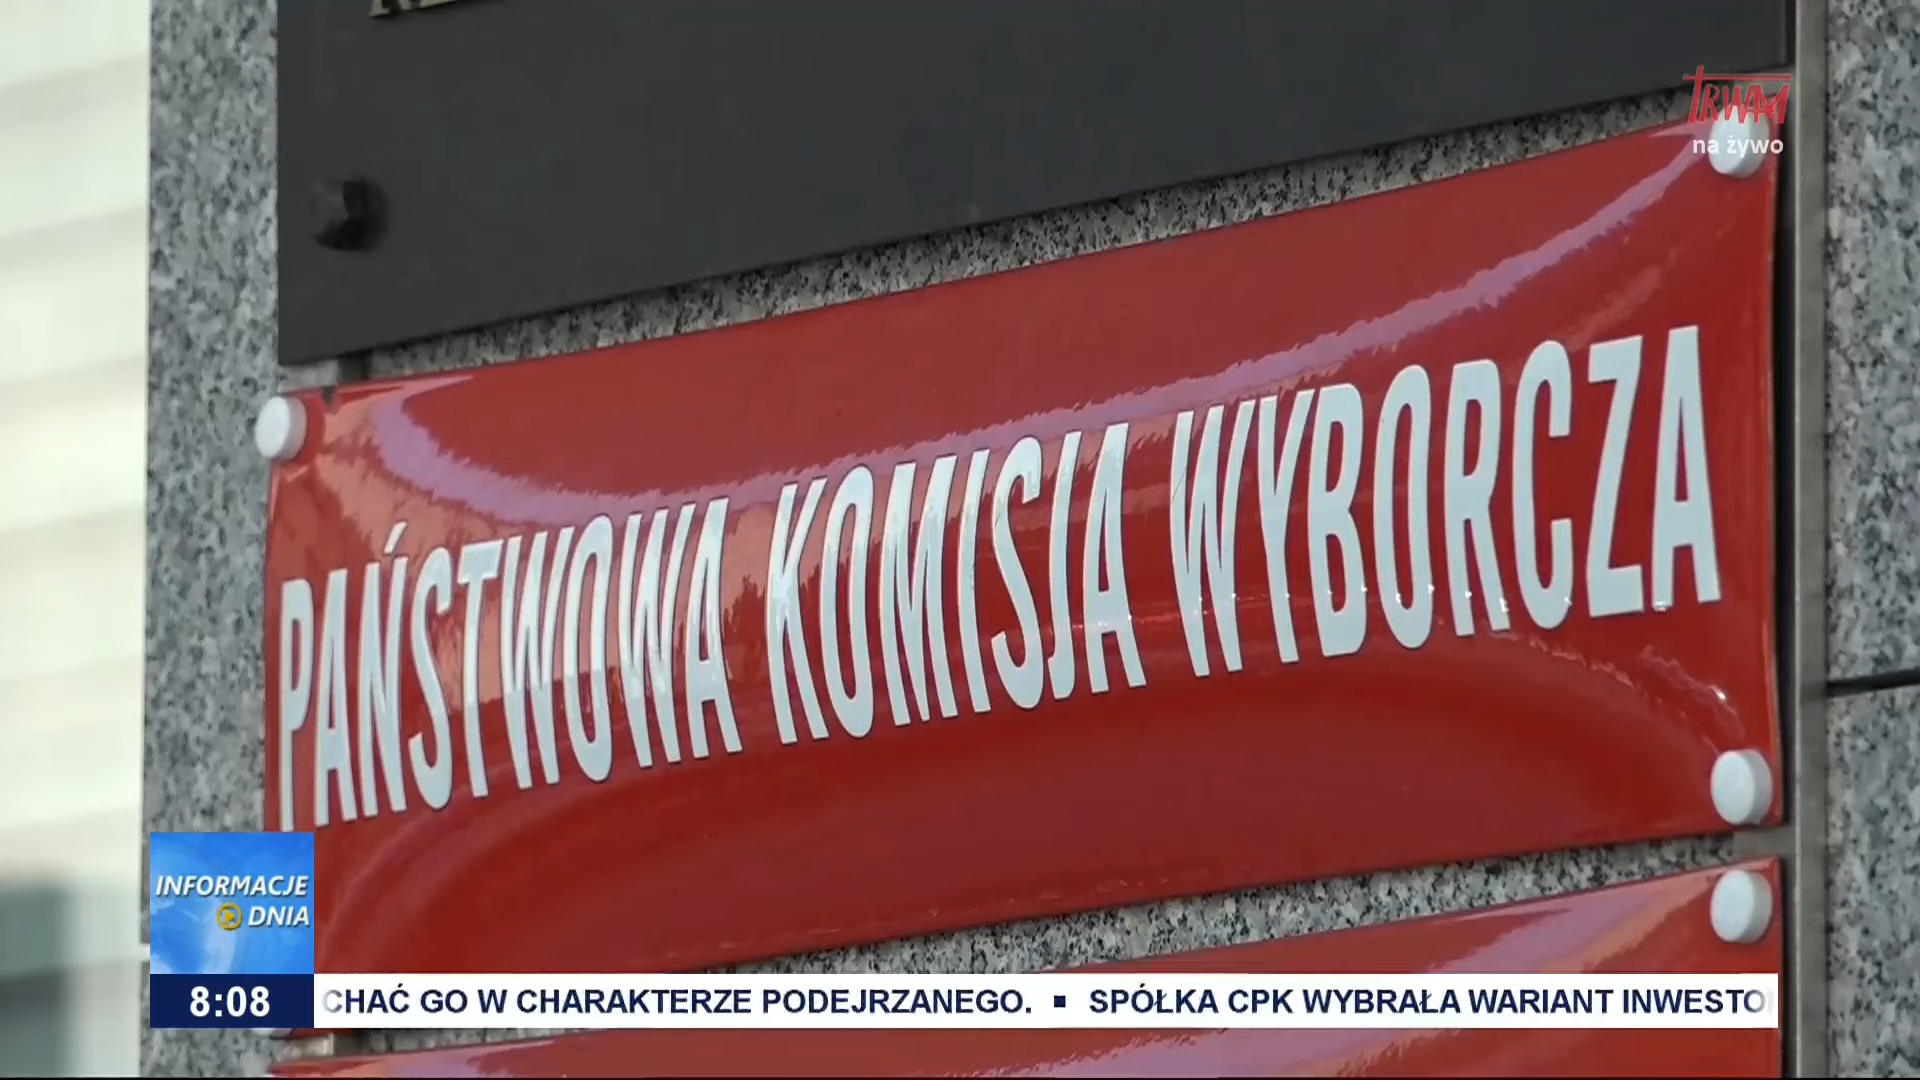 TRWAM
na żywo
PAŃSTWOWA KOMISJA WYBORCZA
INFORMACJE
DNIA
8:08
CHAĆ GO W CHARAKTERZE PODEJRZANEGO. ▪ SPÓŁKA CPK WYBRAŁA WARIANT INWESTO